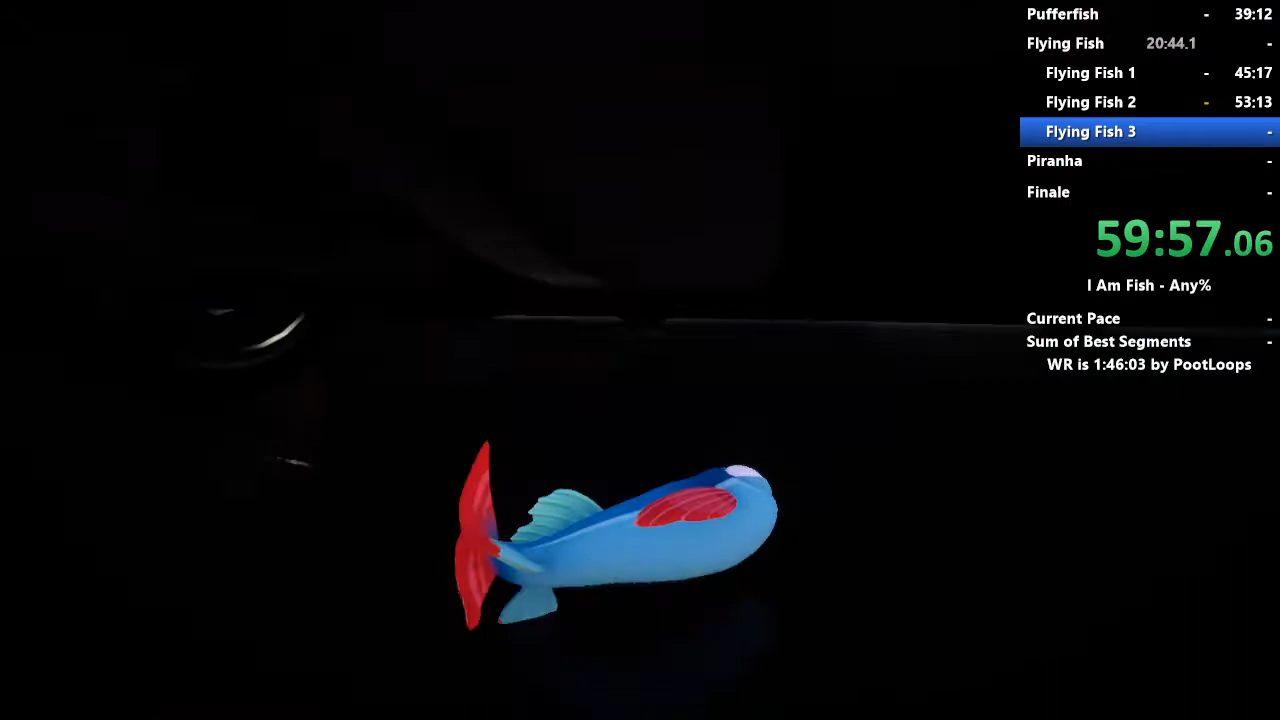 Pufferfish - 39:12
Flying Fish 20:44.1 -
Flying Fish 1 - 45:17
Flying Fish 2 - 53:13
Flying Fish 3 -
Piranha -
Finale -
59:57.06
I Am Fish - Any%
Current Pace -
Sum of Best Segments -
WR is 1:46:03 by PootLoops